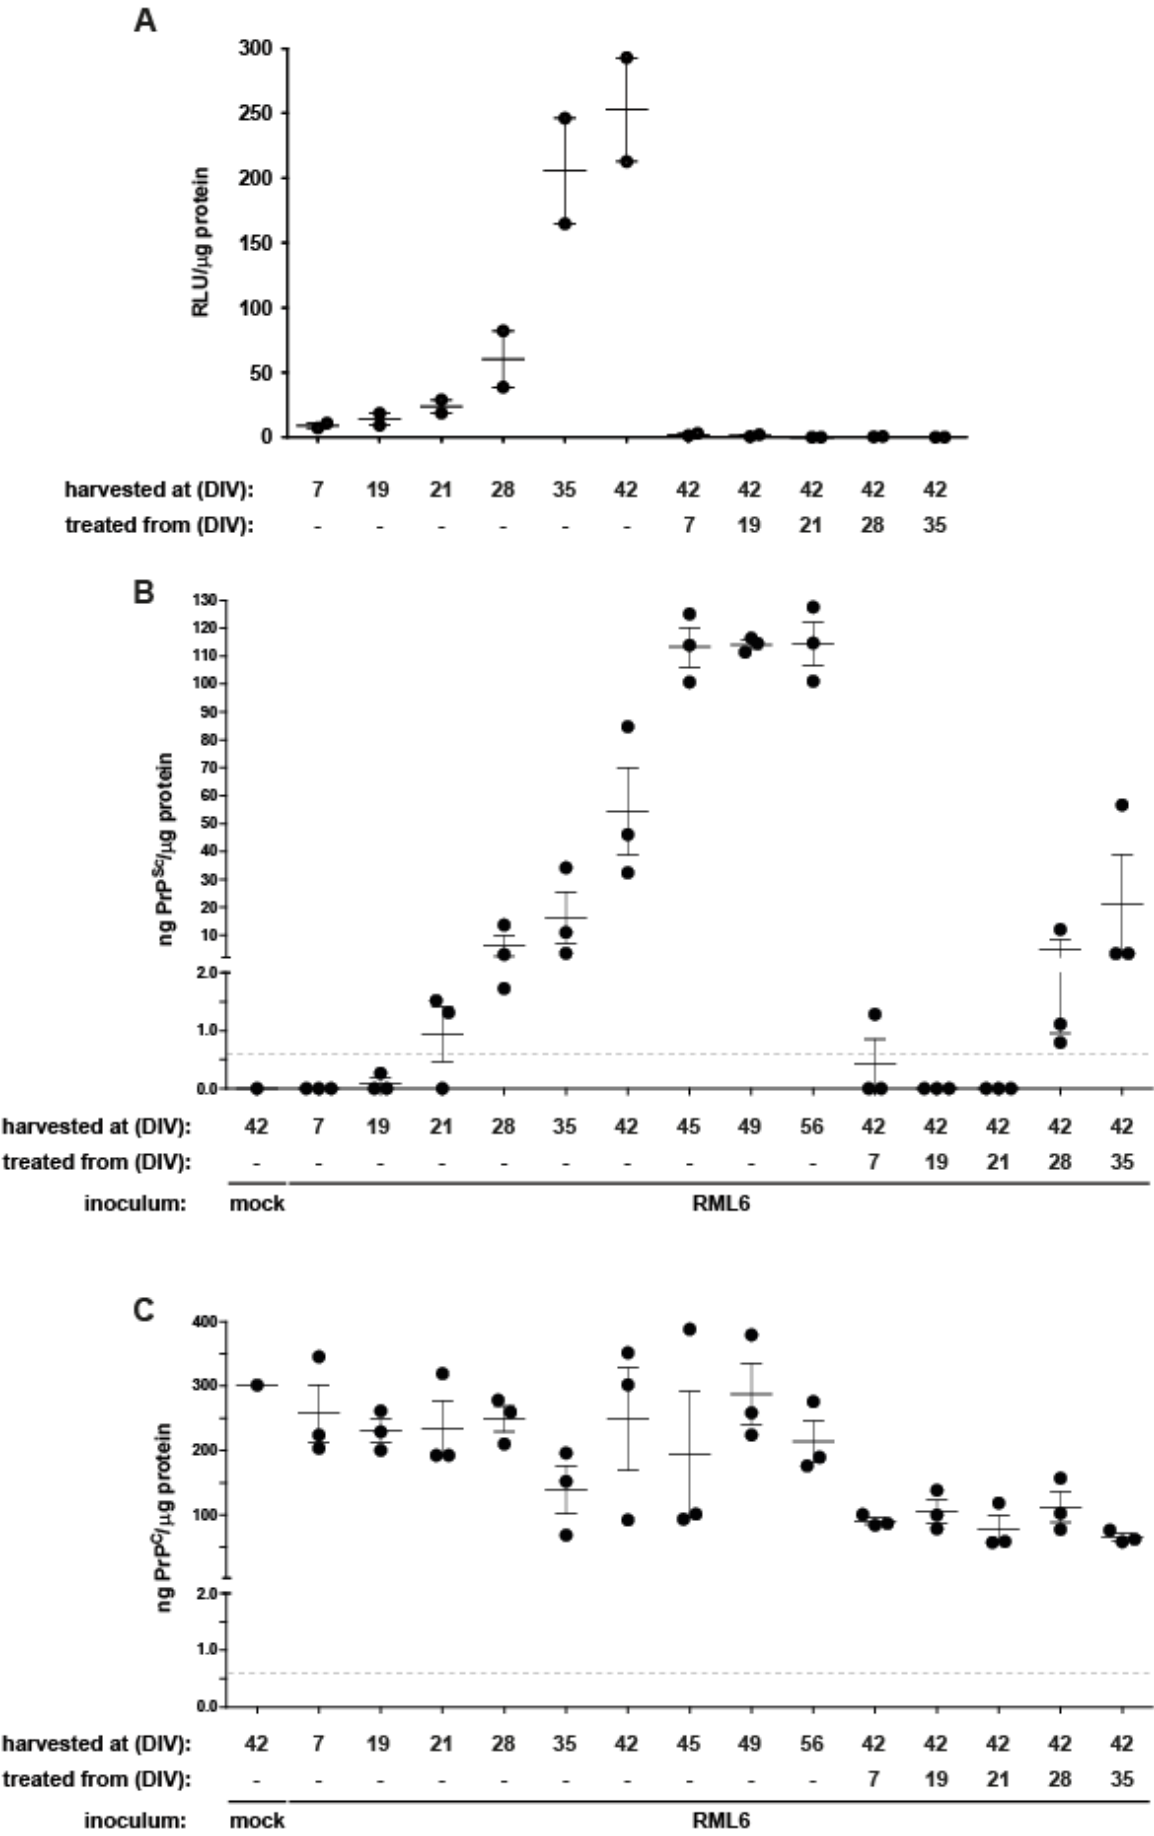 A
300
250
200
150
100
50
0
RLU/µg protein
harvested at (DIV): 7 19 21 28 35 42 42 42 42 42 42
treated from (DIV): - - - - - - 7 19 21 28 35
B
130
120
110
100
90
80
70
60
50
40
30
20
10
2.0
1.0
0.0
ng PrPSc/µg protein
harvested at (DIV): 42 7 19 21 28 35 42 45 49 56 42 42 42 42 42
treated from (DIV): - - - - - - - - - - 7 19 21 28 35
inoculum: mock RML6
C
400
300
200
100
2.0
1.0
0.0
ng PrPC/µg protein
harvested at (DIV): 42 7 19 21 28 35 42 45 49 56 42 42 42 42 42
treated from (DIV): - - - - - - - - - - 7 19 21 28 35
inoculum: mock RML6